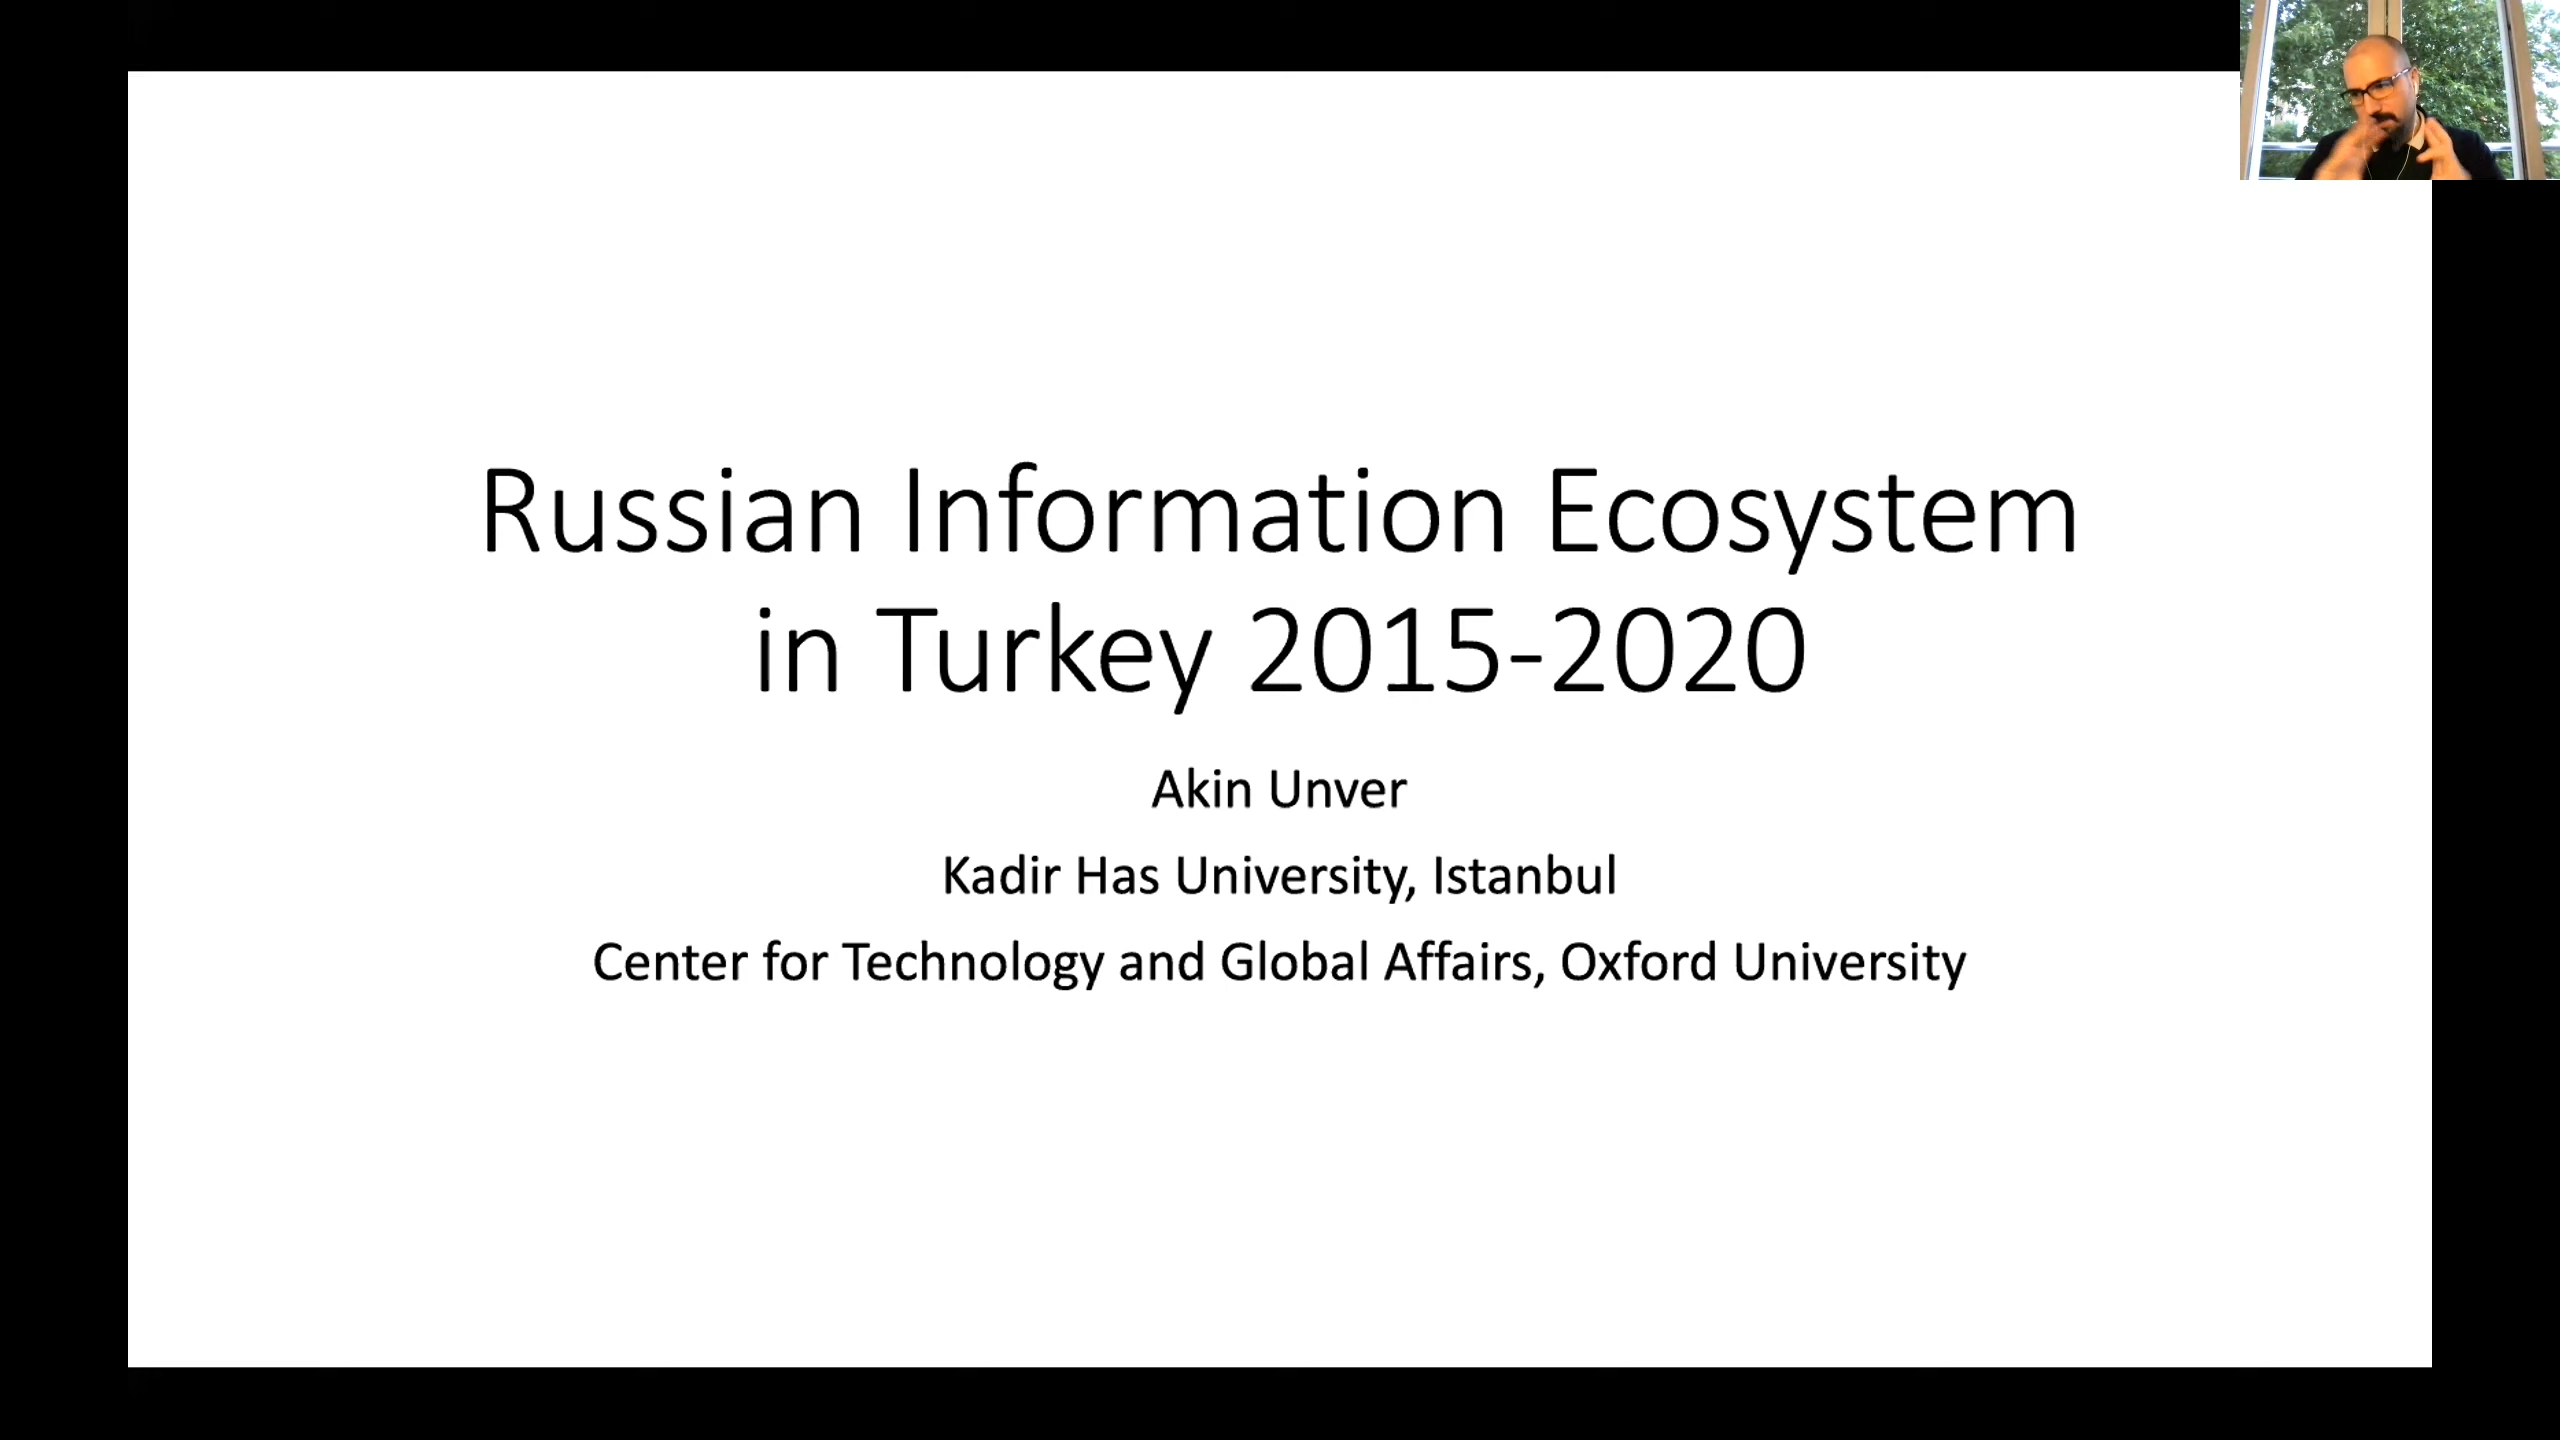 Russian Information Ecosystem
in Turkey 2015-2020
Akin Unver
Kadir Has University, Istanbul
Center for Technology and Global Affairs, Oxford University